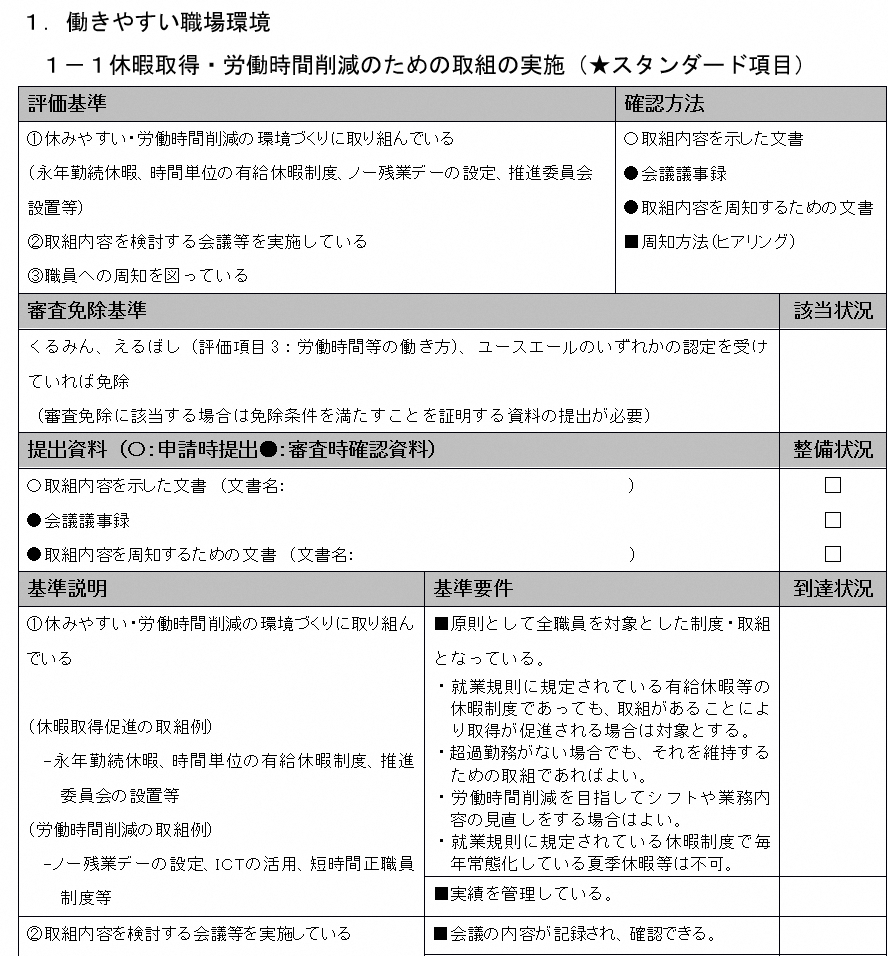 １．働きやすい職場環境
１－１休暇取得・労働時間削減のための取組の実施（★スタンダード項目）
評価基準 確認方法
①休みやすい・労働時間削減の環境づくりに取り組んでいる ○取組内容を示した文書
（永年勤続休暇、時間単位の有給休暇制度、ノー残業デーの設定、推進委員会 ●会議議事録
設置等） ●取組内容を周知するための文書
②取組内容を検討する会議等を実施している ■周知方法（ヒアリング）
③職員への周知を図っている
審査免除基準 該当状況
くるみん、えるぼし（評価項目３：労働時間等の働き方）、ユースエールのいずれかの認定を受け
ていれば免除
（審査免除に該当する場合は免除条件を満たすことを証明する資料の提出が必要）
提出資料（○：申請時提出●：審査時確認資料） 整備状況
○取組内容を示した文書（文書名： ） □
●会議議事録 □
●取組内容を周知するための文書（文書名： ） □
基準説明 基準要件 到達状況
①休みやすい・労働時間削減の環境づくりに取り組ん
でいる
（休暇取得促進の取組例）
−永年勤続休暇、時間単位の有給休暇制度、推進
委員会の設置等
（労働時間削減の取組例）
−ノー残業デーの設定、ICTの活用、短時間正職員
制度等
■原則として全職員を対象とした制度・取組
となっている。
・就業規則に規定されている有給休暇等の
休暇制度であっても、取組があることによ
り取得が促進される場合は対象とする。
・超過勤務がない場合でも、それを維持する
ための取組であればよい。
・労働時間削減を目指してシフトや業務内
容の見直しをする場合はよい。
・就業規則に規定されている休暇制度で毎
年常態化している夏季休暇等は不可。
■実績を管理している。
②取組内容を検討する会議等を実施している ■会議の内容が記録され、確認できる。